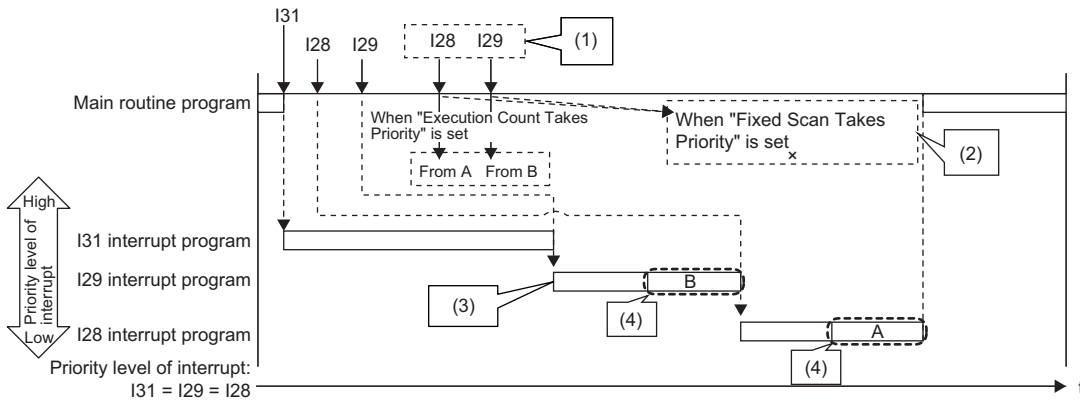 I31
I28
I29
I28
I29
(1)
Main routine program
When "Execution Count Takes
Priority" is set
When "Fixed Scan Takes
Priority" is set
×
(2)
From A
From B
High
Priority level of
interrupt
Low
I31 interrupt program
I29 interrupt program
B
(3)
(4)
I28 interrupt program
A
(4)
Priority level of interrupt:
I31 = I29 = I28
t